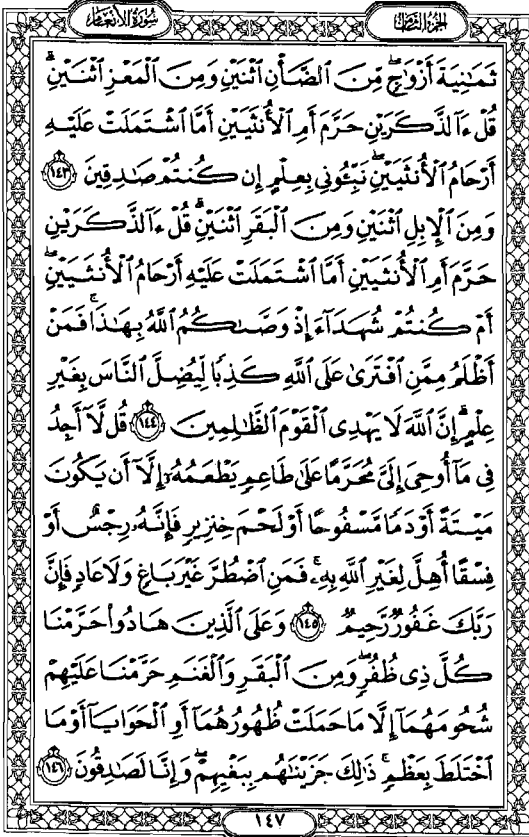 الجزء الثامن
سورة الأنعام
ثَمَٰنِيَةَ أَزْوَٰجٍ ۖ مِّنَ ٱلضَّأْنِ ٱثْنَيْنِ وَمِنَ ٱلْمَعْزِ ٱثْنَيْنِ ۗ
قُلْ ءَآلذَّكَرَيْنِ حَرَّمَ أَمِ ٱلْأُنثَيَيْنِ أَمَّا ٱشْتَمَلَتْ عَلَيْهِ
أَرْحَامُ ٱلْأُنثَيَيْنِ ۖ نَبِّـُٔونِى بِعِلْمٍ إِن كُنتُمْ صَٰدِقِينَ ١٤٣
وَمِنَ ٱلْإِبِلِ ٱثْنَيْنِ وَمِنَ ٱلْبَقَرِ ٱثْنَيْنِ ۗ قُلْ ءَآلذَّكَرَيْنِ
حَرَّمَ أَمِ ٱلْأُنثَيَيْنِ أَمَّا ٱشْتَمَلَتْ عَلَيْهِ أَرْحَامُ ٱلْأُنثَيَيْنِ ۖ
أَمْ كُنتُمْ شُهَدَآءَ إِذْ وَصَّىٰكُمُ ٱللَّهُ بِهَٰذَا ۚ فَمَنْ
أَظْلَمُ مِمَّنِ ٱفْتَرَىٰ عَلَى ٱللَّهِ كَذِبًا لِّيُضِلَّ ٱلنَّاسَ بِغَيْرِ
عِلْمٍ ۗ إِنَّ ٱللَّهَ لَا يَهْدِى ٱلْقَوْمَ ٱلظَّٰلِمِينَ ١٤٤ قُل لَّآ أَجِدُ
فِى مَآ أُوحِىَ إِلَىَّ مُحَرَّمًا عَلَىٰ طَاعِمٍ يَطْعَمُهُۥٓ إِلَّآ أَن يَكُونَ
مَيْتَةً أَوْ دَمًا مَّسْفُوحًا أَوْ لَحْمَ خِنزِيرٍ فَإِنَّهُۥ رِجْسٌ أَوْ
فِسْقًا أُهِلَّ لِغَيْرِ ٱللَّهِ بِهِۦ ۚ فَمَنِ ٱضْطُرَّ غَيْرَ بَاغٍ وَلَا عَادٍ فَإِنَّ
رَبَّكَ غَفُورٌ رَّحِيمٌ ١٤٥ وَعَلَى ٱلَّذِينَ هَادُوا۟ حَرَّمْنَا
كُلَّ ذِى ظُفُرٍ ۖ وَمِنَ ٱلْبَقَرِ وَٱلْغَنَمِ حَرَّمْنَا عَلَيْهِمْ
شُحُومَهُمَآ إِلَّا مَا حَمَلَتْ ظُهُورُهُمَآ أَوِ ٱلْحَوَايَآ أَوْ مَا
ٱخْتَلَطَ بِعَظْمٍ ۚ ذَٰلِكَ جَزَيْنَٰهُم بِبَغْيِهِمْ ۖ وَإِنَّا لَصَٰدِقُونَ ١٤٦
١٤٧